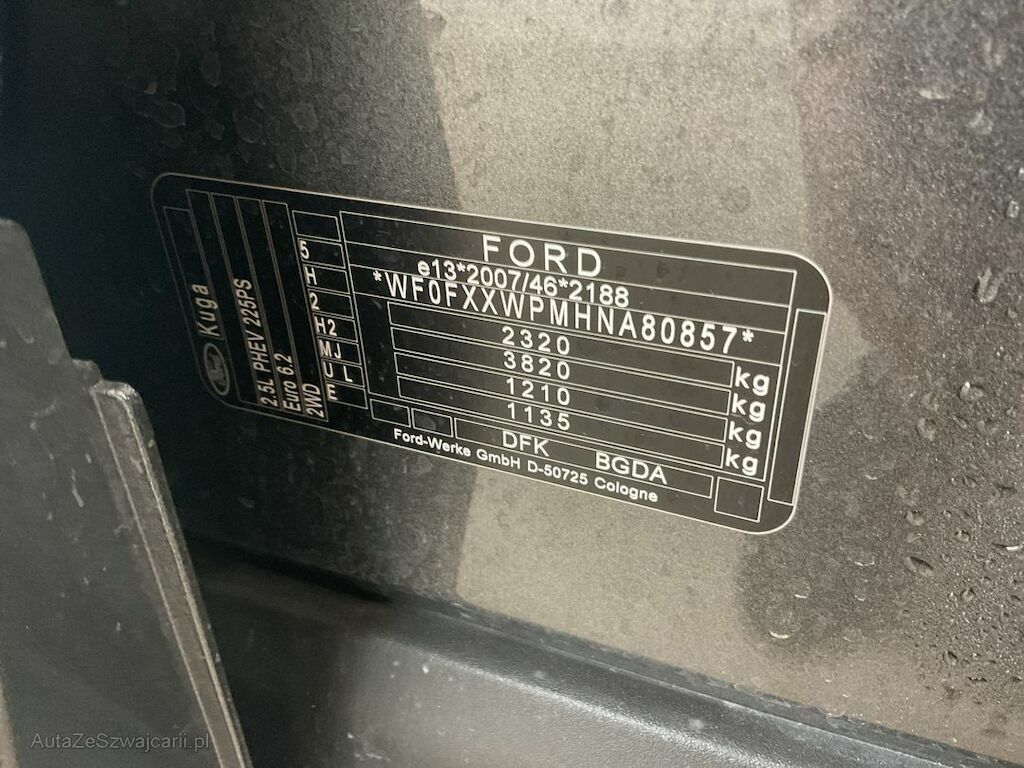 FORD
e13*2007/46*2188
*WF0FXXWPMHNA80857*
2320 kg
3820 kg
1210 kg
1135 kg
DFK BGDA
Ford-Werke GmbH D-50725 Cologne
5
H
2
H2
MJ
U L
E
Ford Kuga
2.5L PHEV 225PS
Euro 6.2
2WD
AutaZeSzwajcarii.pl